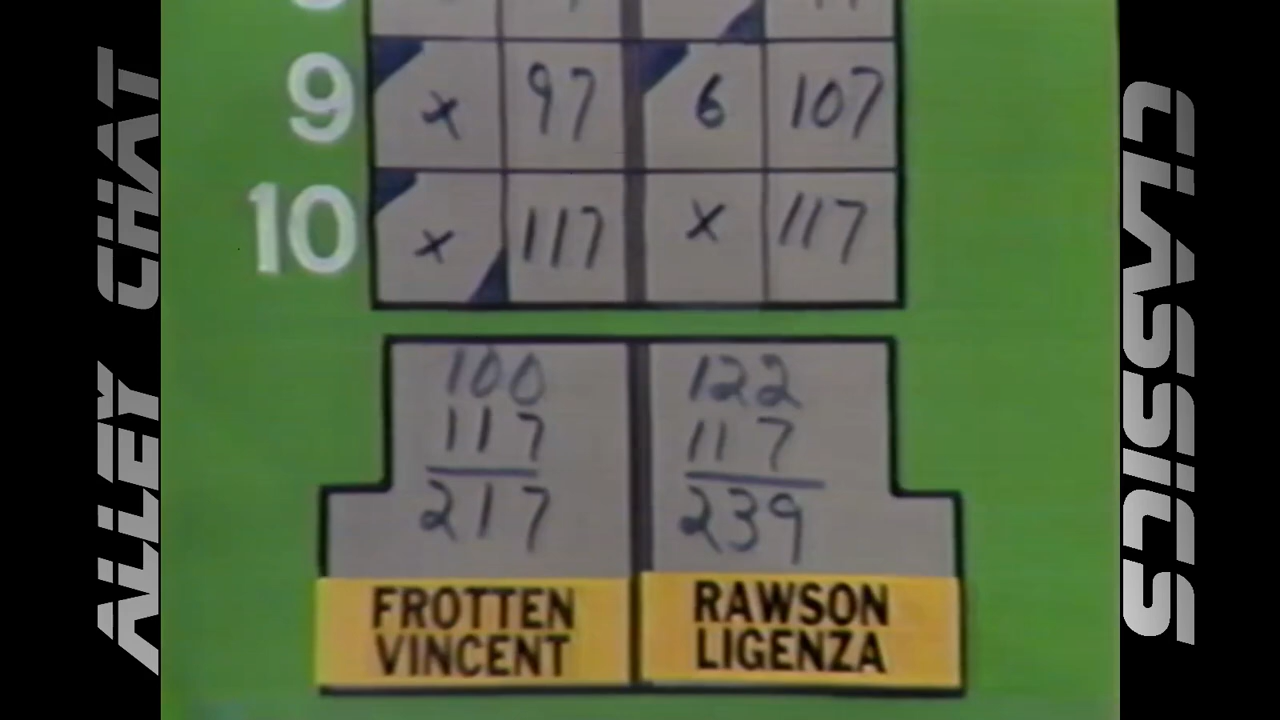 ALLEY CHAT
9 x 97 6 107
10 x 117 x 117
100 122
117 117
217 239
FROTTEN RAWSON
VINCENT LIGENZA
CLASSICS